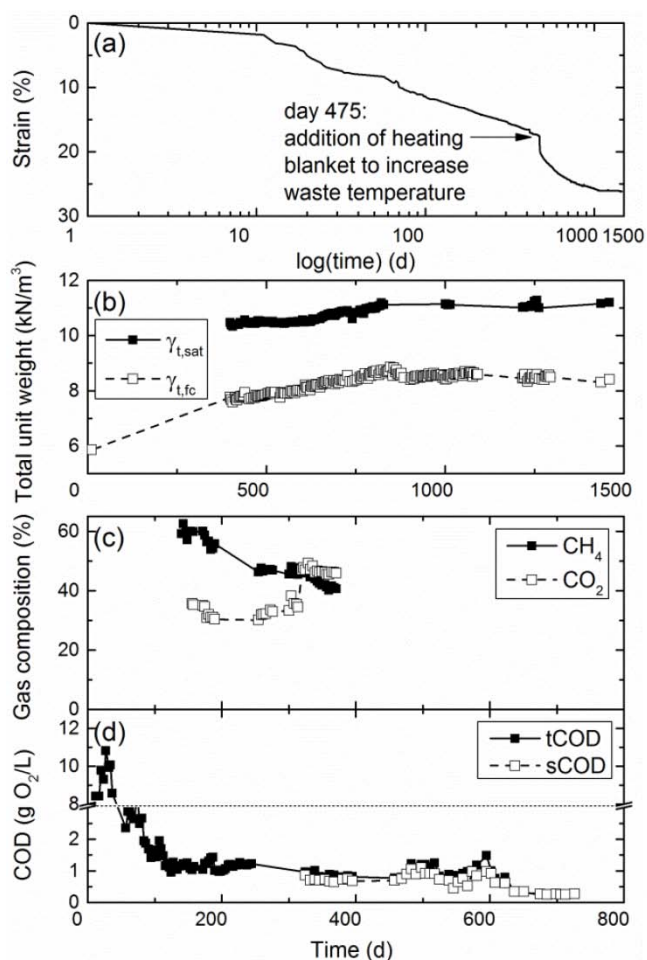 0
(a)
10
day 475:
addition of heating
blanket to increase
waste temperature
20
30
Strain (%)
1
10
100
1000 1500
log(time) (d)
12
(b)
10
γt,sat
γt,fc
8
6
Total unit weight (kN/m³)
500
1000
1500
60
(c)
CH₄
CO₂
40
20
0
Gas composition (%)
12
(d)
tCOD
sCOD
10
8
2
1
0
COD (g O₂/L)
0
200
400
600
800
Time (d)